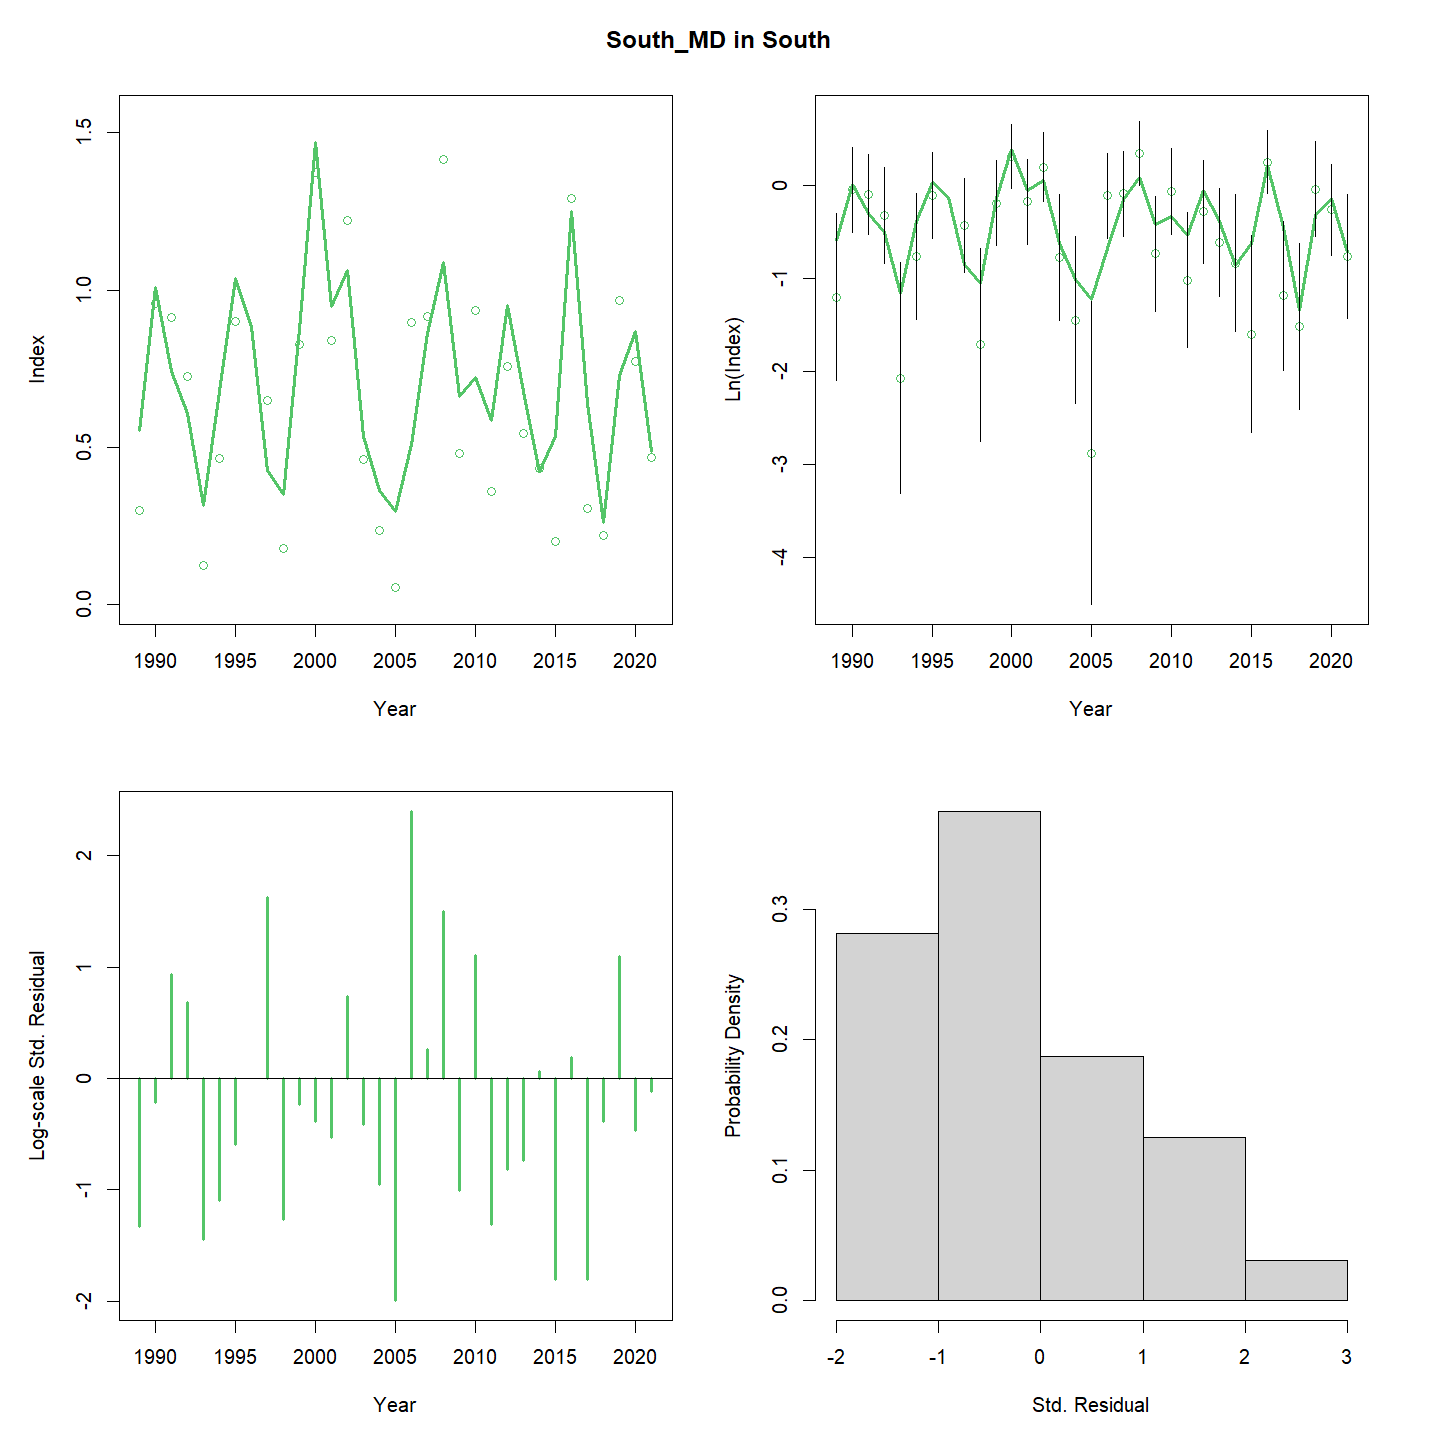 South_MD in South
Index
0.0 0.5 1.0 1.5
1990 1995 2000 2005 2010 2015 2020
Year
Ln(Index)
-4 -3 -2 -1 0
1990 1995 2000 2005 2010 2015 2020
Year
Log-scale Std. Residual
-2 -1 0 1 2
1990 1995 2000 2005 2010 2015 2020
Year
Probability Density
0.0 0.1 0.2 0.3
-2 -1 0 1 2 3
Std. Residual